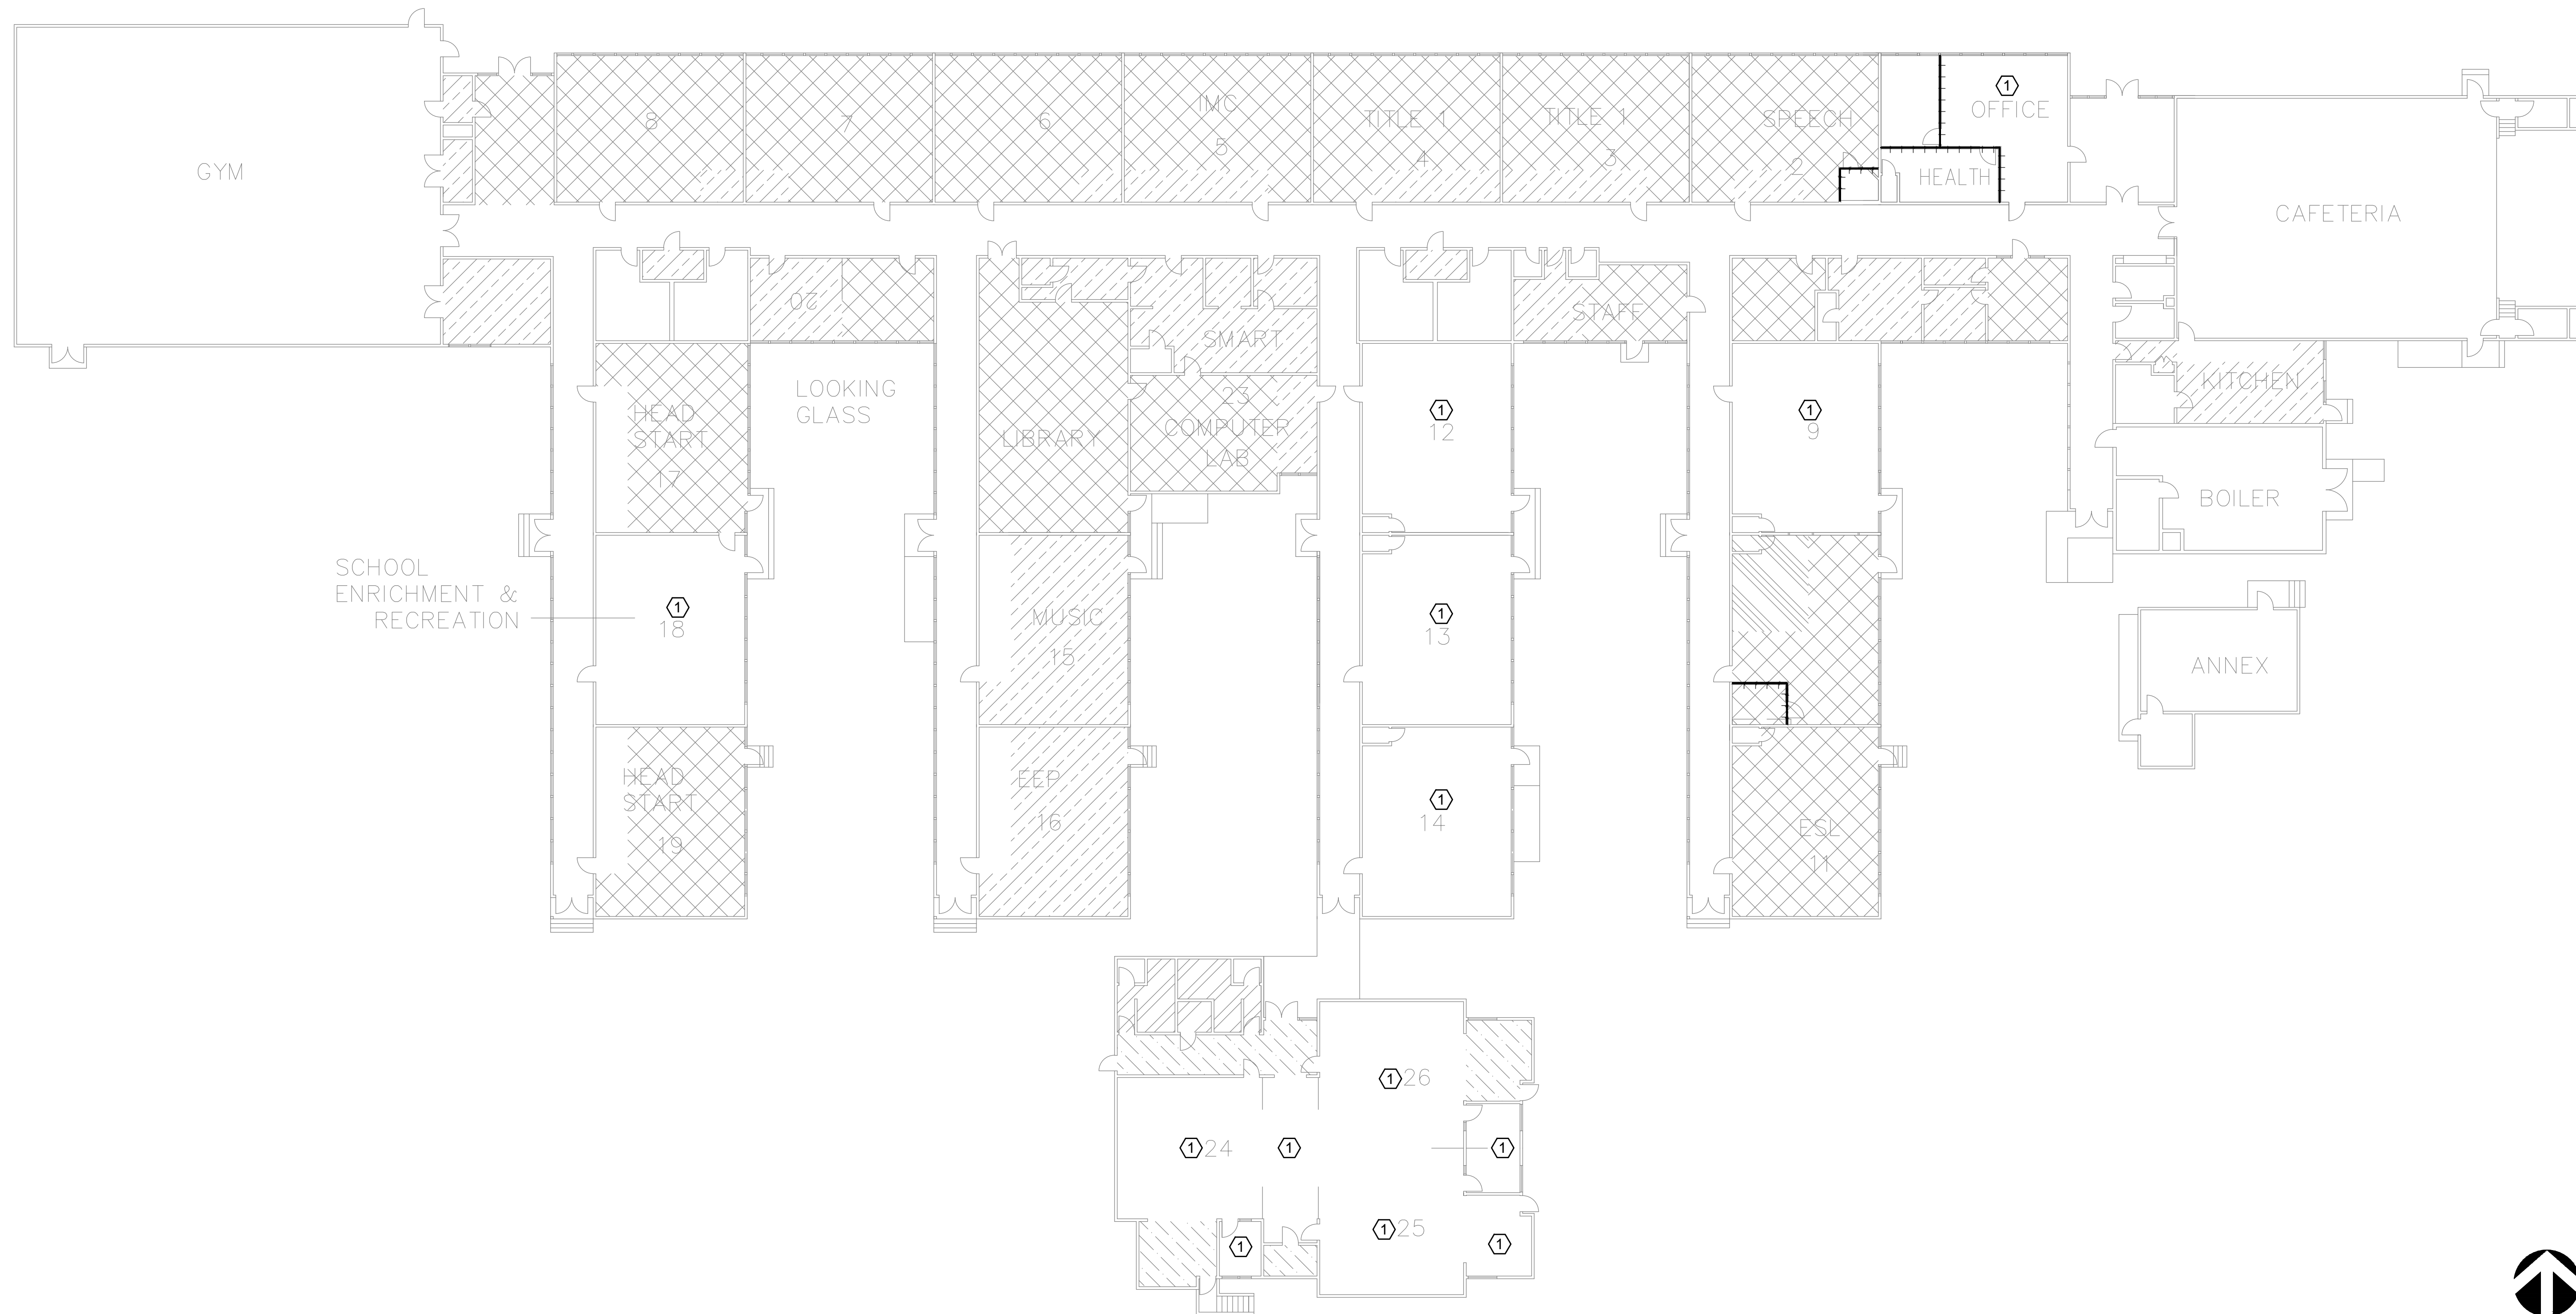 GYM
8
7
6
IMC
5
TITLE 1
4
TITLE 1
3
SPEECH
2
1
OFFICE
HEALTH
CAFETERIA
20
SMART
STAFF
KITCHEN
LOOKING
GLASS
HEAD
START
17
LIBRARY
23
COMPUTER
LAB
1
12
1
9
BOILER
SCHOOL
ENRICHMENT &
RECREATION
1
18
MUSIC
15
1
13
ANNEX
HEAD
START
19
EEP
16
1
14
ESL
11
1 26
1 24
1
1
1 25
1
1